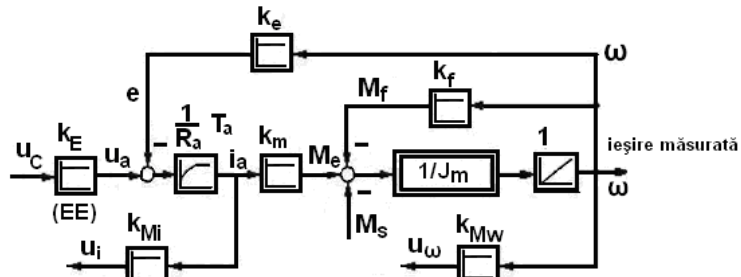 k_e
ω
e
M_f
k_f
k_E
1/R_a T_a
k_m
1
ieşire măsurată
u_C
u_a
i_a
M_e
1/J_m
ω
(EE)
k_Mi
M_s
k_Mw
u_i
u_ω